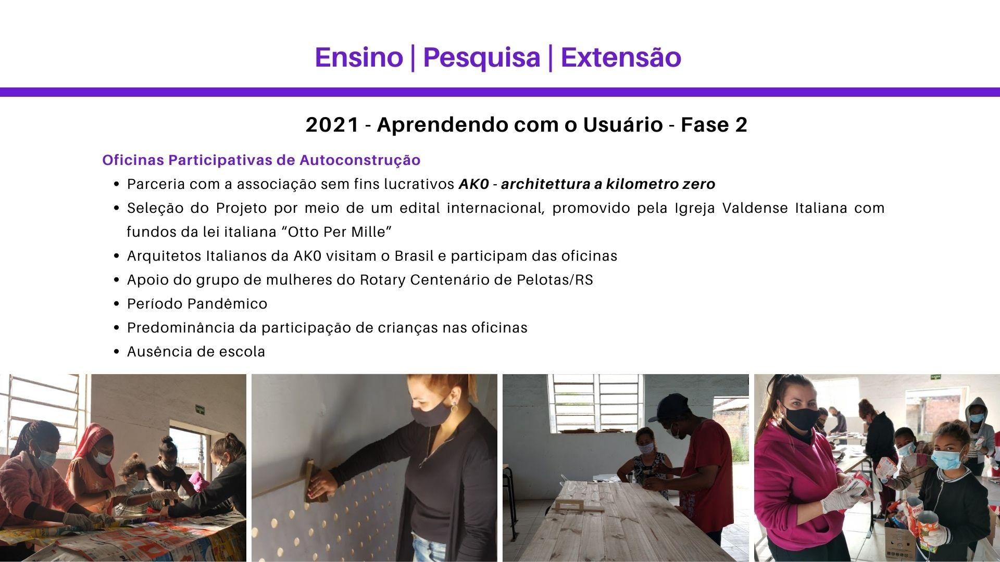 Ensino | Pesquisa | Extensão
2021 - Aprendendo com o Usuário - Fase 2
Oficinas Participativas de Autoconstrução
• Parceria com a associação sem fins lucrativos AK0 - architettura a kilometro zero
• Seleção do Projeto por meio de um edital internacional, promovido pela Igreja Valdense Italiana com
fundos da lei italiana “Otto Per Mille”
• Arquitetos Italianos da AK0 visitam o Brasil e participam das oficinas
• Apoio do grupo de mulheres do Rotary Centenário de Pelotas/RS
• Período Pandêmico
• Predominância da participação de crianças nas oficinas
• Ausência de escola